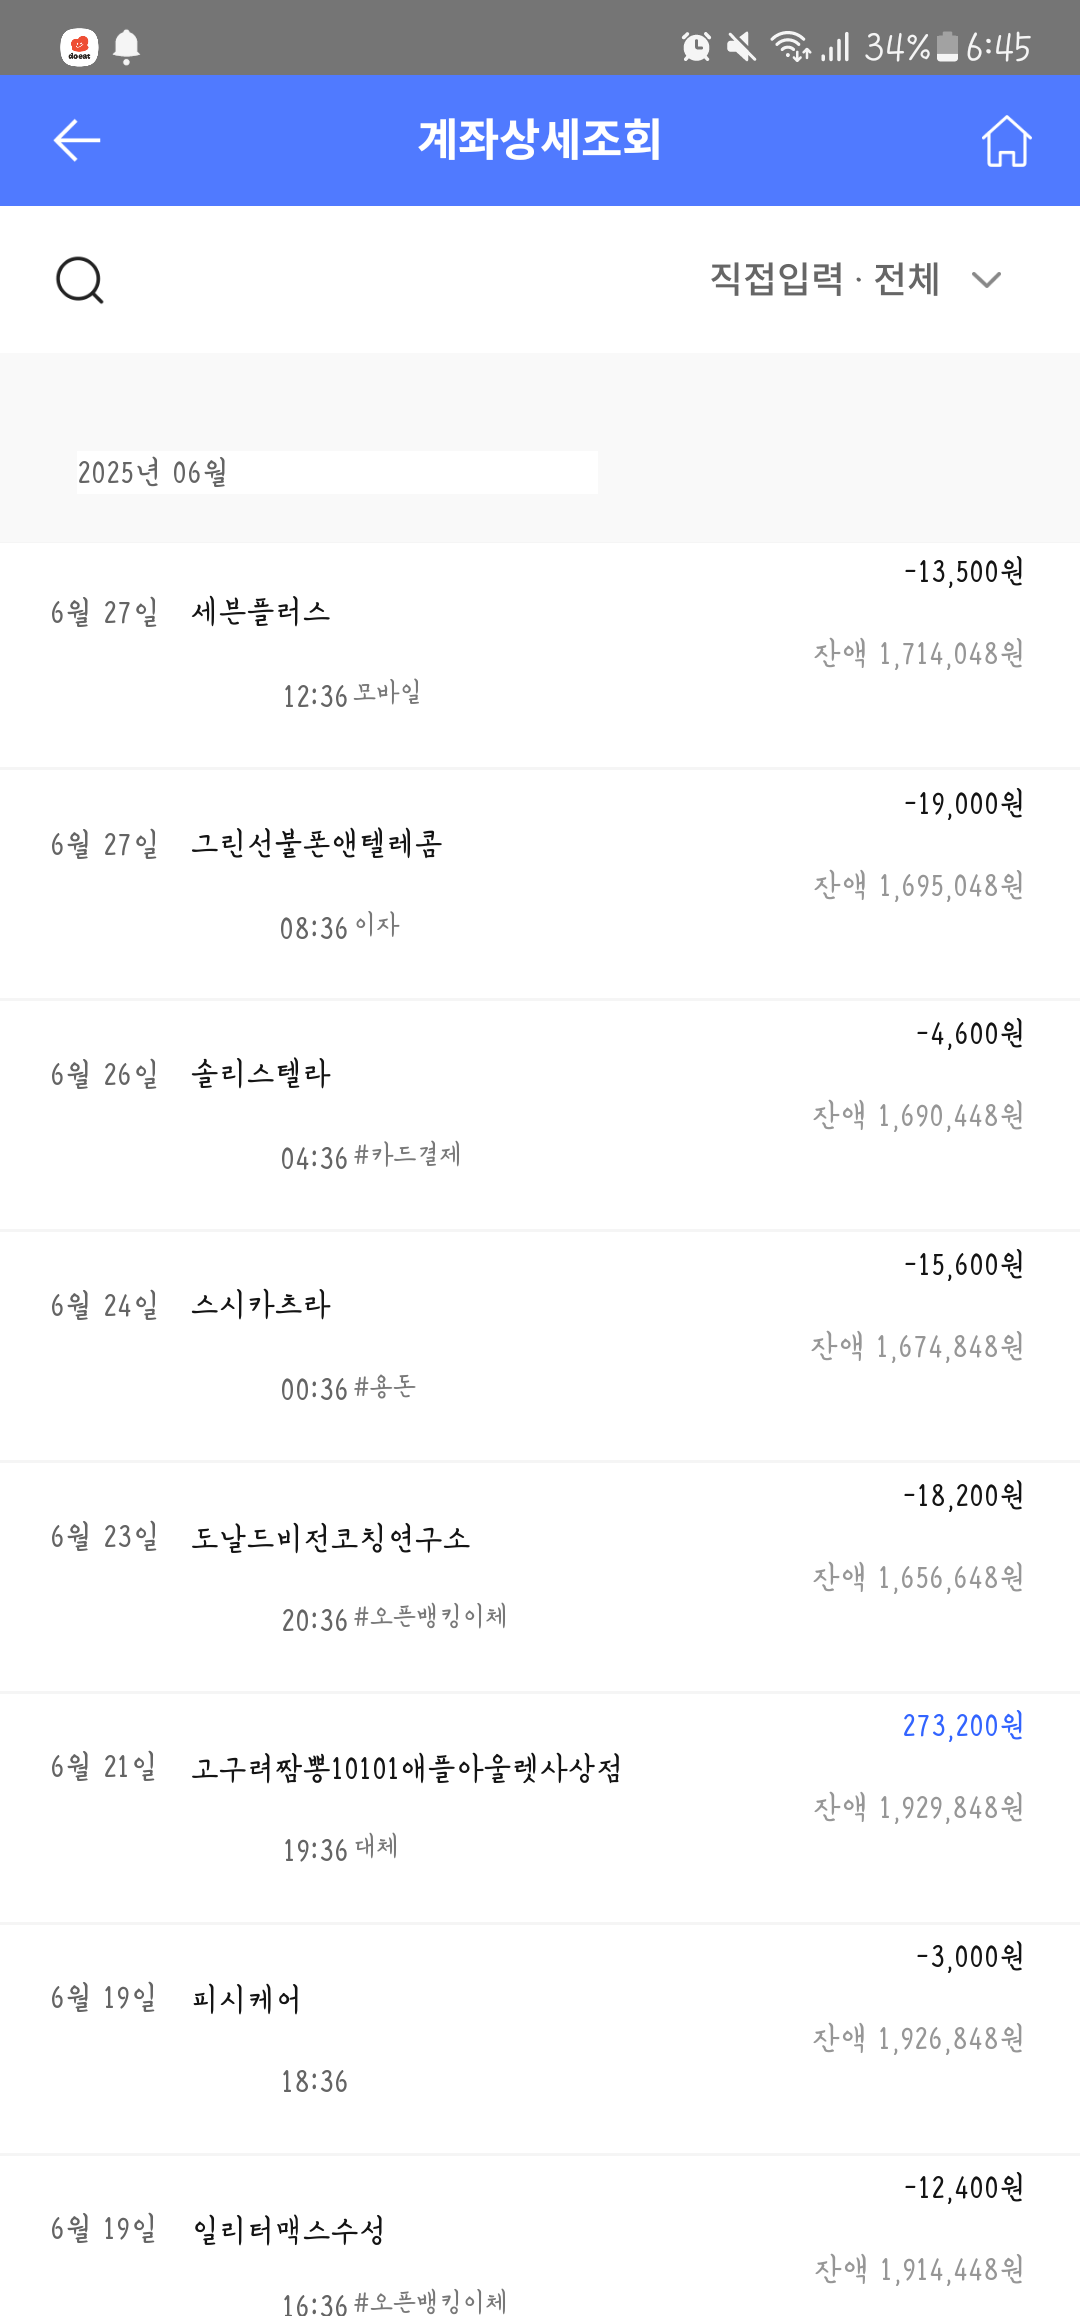 doeat
34% 6:45
계좌상세조회
직접입력 · 전체
2025년 06월
-13,500원
6월 27일 세븐플러스
잔액 1,714,048원
12:36 모바일
-19,000원
6월 27일 그린선불폰앤텔레콤
잔액 1,695,048원
08:36 이자
-4,600원
6월 26일 솔리스텔라
잔액 1,690,448원
04:36 #카드결제
-15,600원
6월 24일 스시카츠라
잔액 1,674,848원
00:36 #용돈
-18,200원
6월 23일 도날드비전코칭연구소
잔액 1,656,648원
20:36 #오픈뱅킹이체
273,200원
6월 21일 고구려짬뽕10101애플아울렛사상점
잔액 1,929,848원
19:36 대체
-3,000원
6월 19일 피시케어
잔액 1,926,848원
18:36
-12,400원
6월 19일 일리터맥스수성
잔액 1,914,448원
16:36 #오픈뱅킹이체